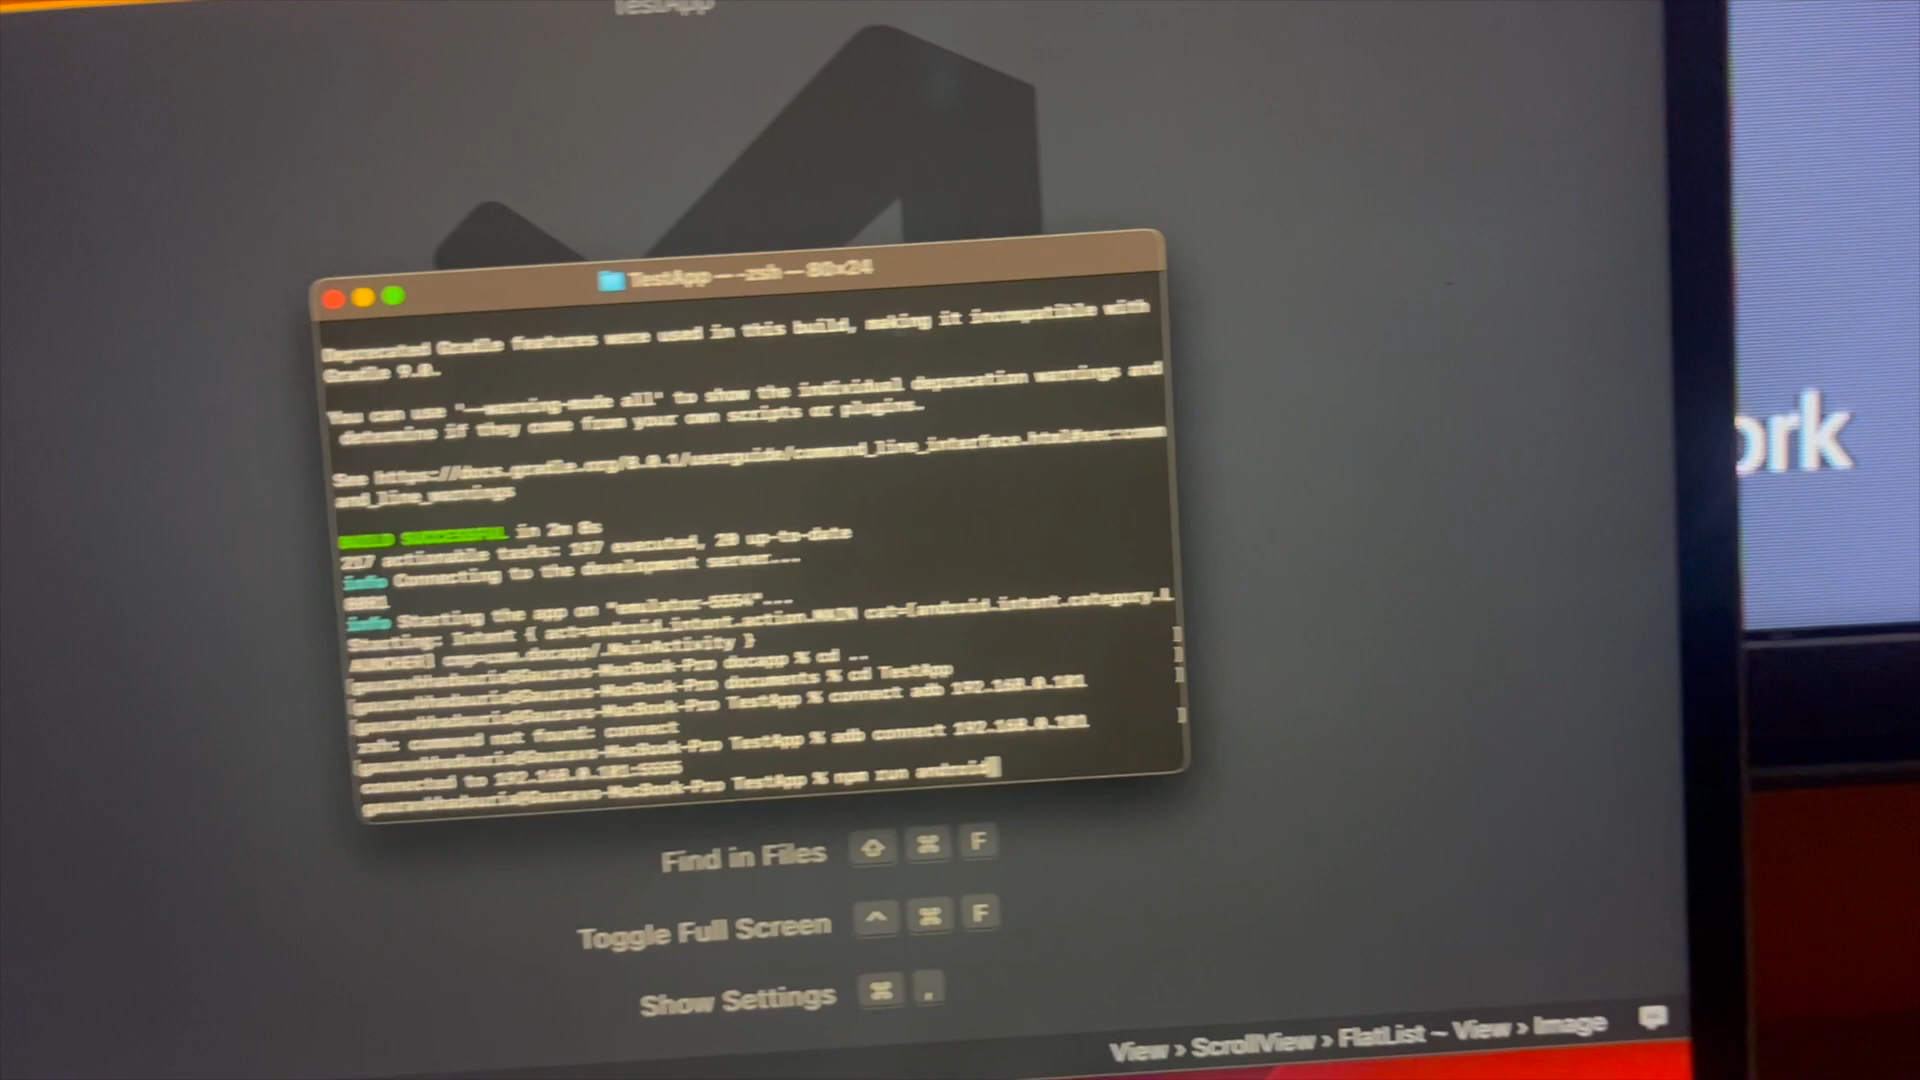 TestApp
TestApp — -zsh — 80×24
Deprecated Gradle features were used in this build, making it incompatible with
Gradle 9.0.
You can use '--warning-mode all' to show the individual deprecation warnings and
determine if they come from your own scripts or plugins.
See https://docs.gradle.org/8.0.1/userguide/command_line_interface.html#sec:comm
and_line_warnings
BUILD SUCCESSFUL in 2m 8s
217 actionable tasks: 197 executed, 20 up-to-date
info Connecting to the development server...
8081
info Starting the app on "emulator-5554"...
Starting: Intent { act=android.intent.action.MAIN cat=[android.intent.category.L
AUNCHER] cmp=com.docapp/.MainActivity }
MacBook-Pro docapp % cd ..
MacBook-Pro documents % cd TestApp
MacBook-Pro TestApp % connect adb 192.168.0.101
zsh: command not found: connect
MacBook-Pro TestApp % adb connect 192.168.0.101
connected to 192.168.0.101:5555
MacBook-Pro TestApp % npm run android
Find in Files ⇧ ⌘ F
Toggle Full Screen ^ ⌘ F
Show Settings ⌘ ,
View › ScrollView › FlatList ~ View › Image
ork